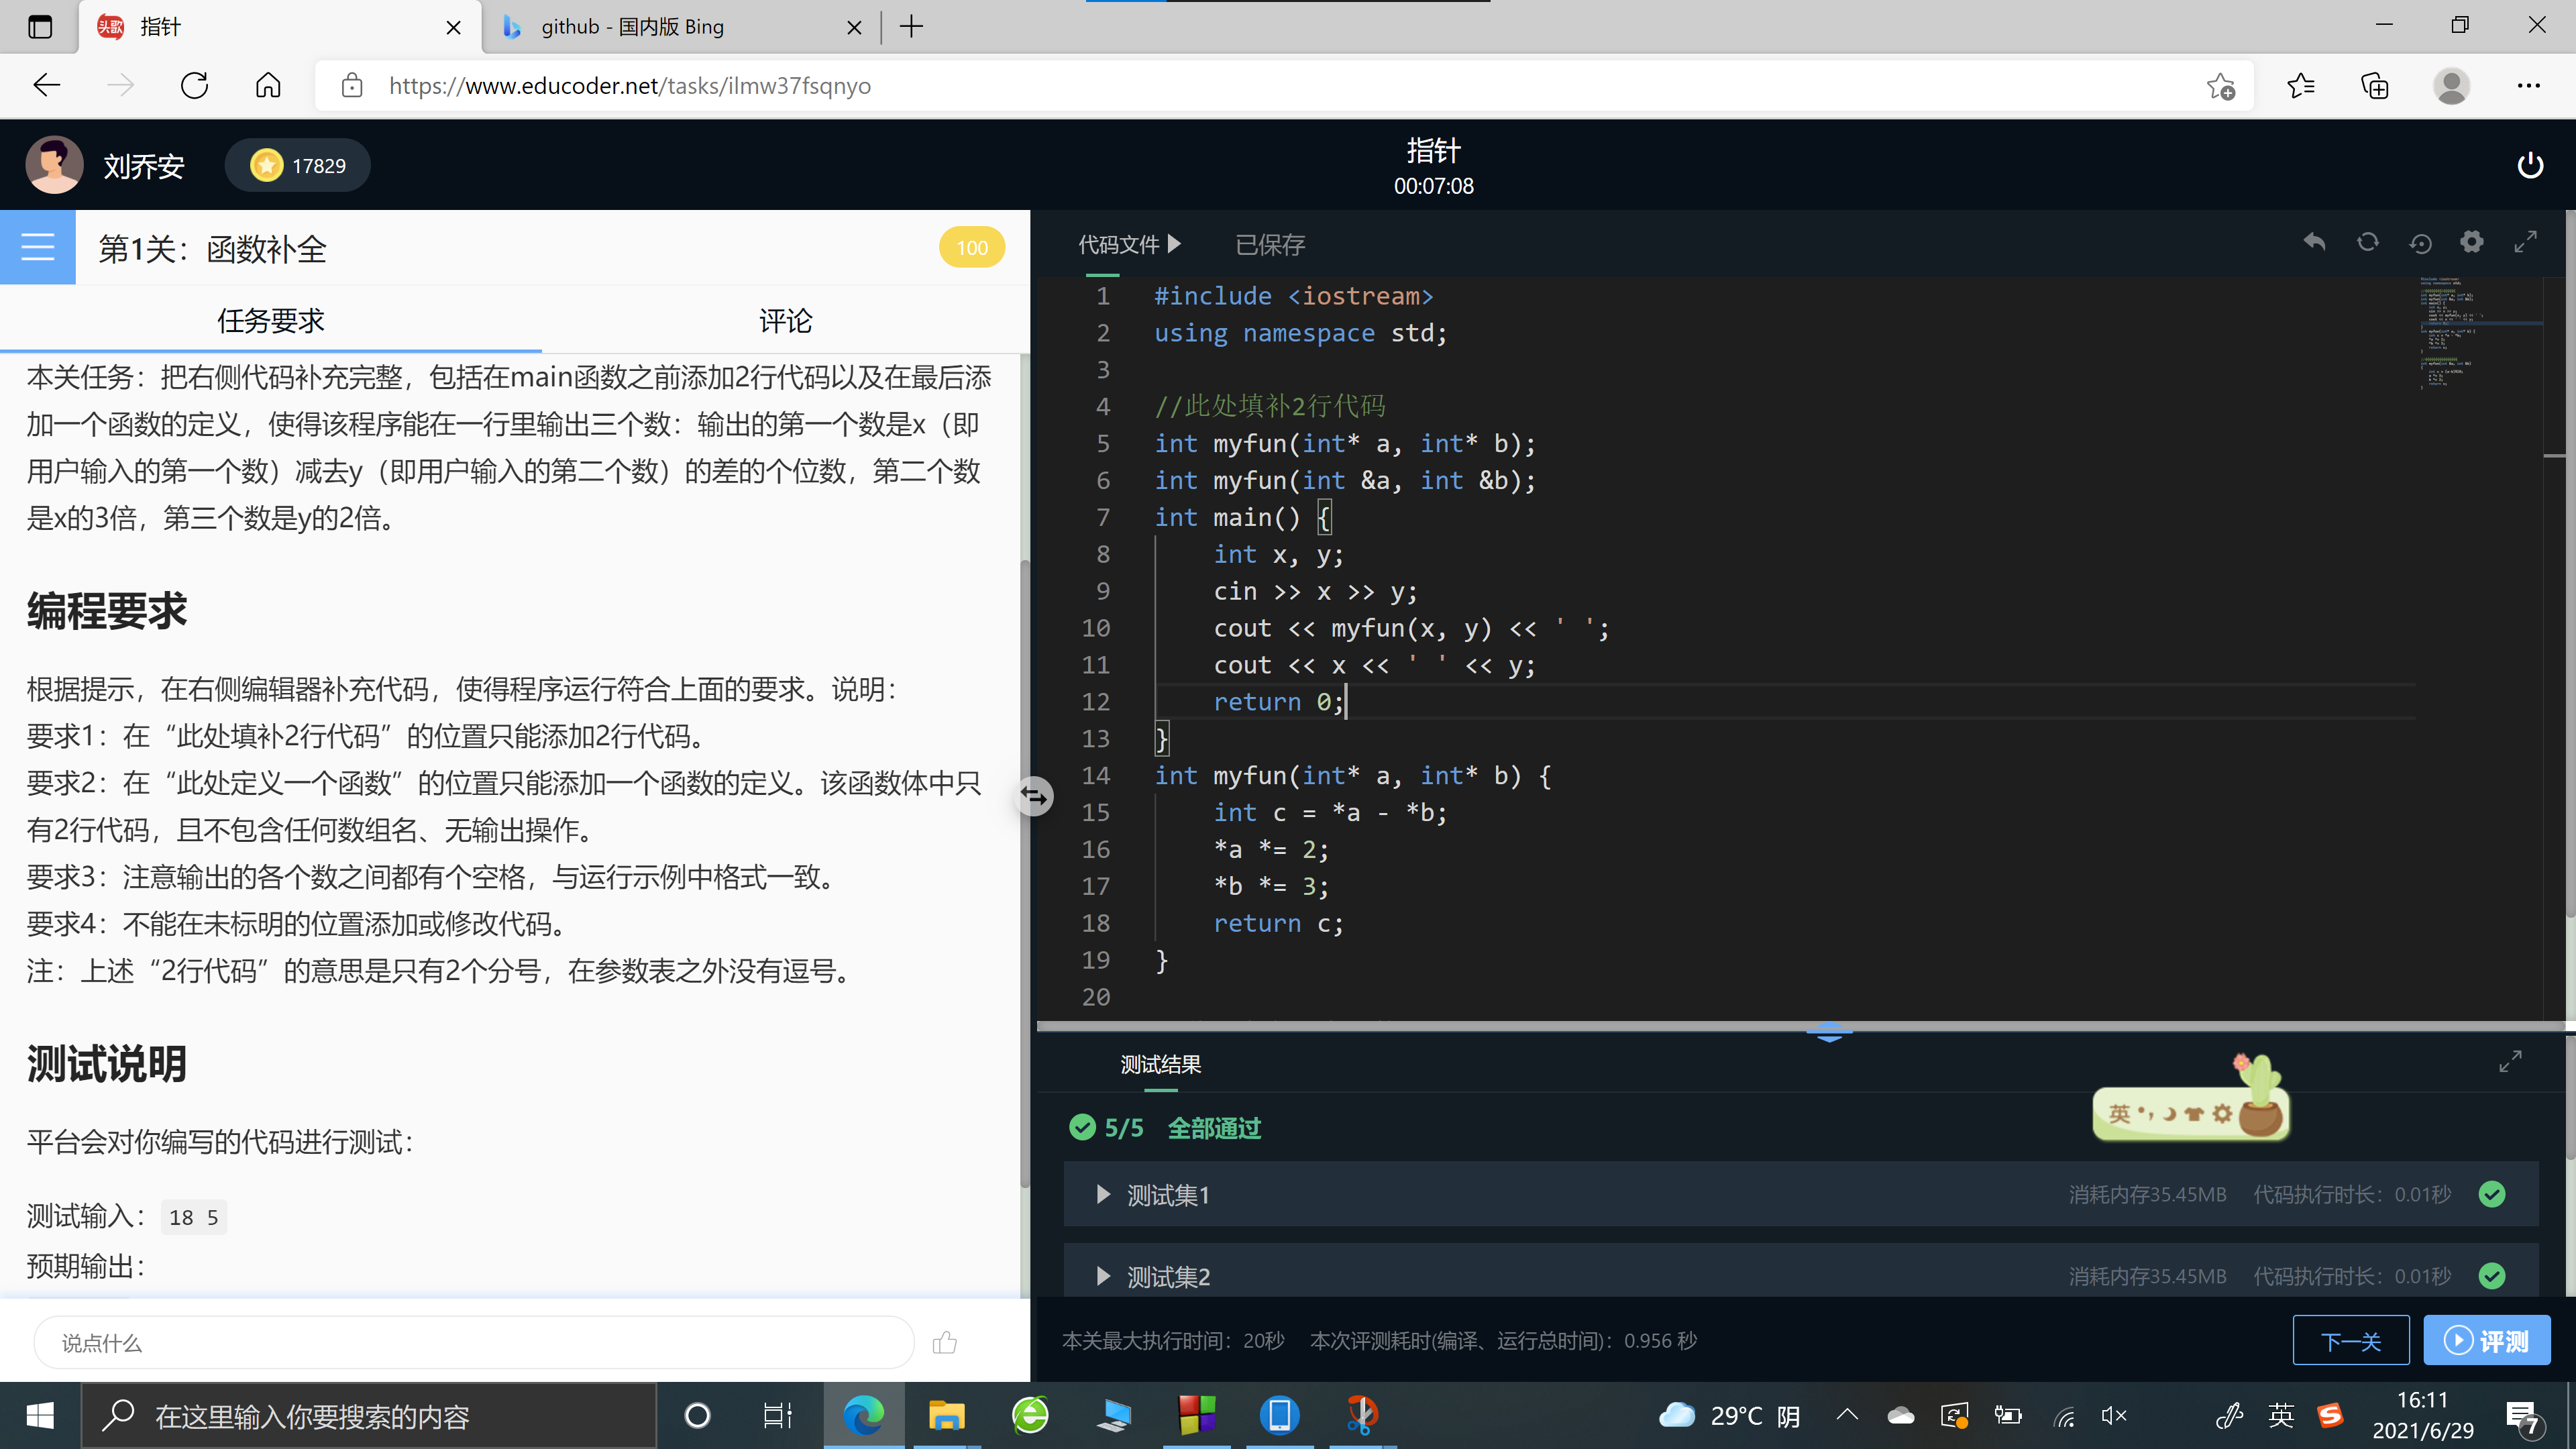 指针
github - 国内版 Bing
https://www.educoder.net/tasks/ilmw37fsqnyo
刘乔安
17829
指针
00:07:08
第1关：函数补全
100
任务要求
评论
本关任务：把右侧代码补充完整，包括在main函数之前添加2行代码以及在最后添
加一个函数的定义，使得该程序能在一行里输出三个数：输出的第一个数是x（即
用户输入的第一个数）减去y（即用户输入的第二个数）的差的个位数，第二个数
是x的3倍，第三个数是y的2倍。
编程要求
根据提示，在右侧编辑器补充代码，使得程序运行符合上面的要求。说明：
要求1：在“此处填补2行代码”的位置只能添加2行代码。
要求2：在“此处定义一个函数”的位置只能添加一个函数的定义。该函数体中只
有2行代码，且不包含任何数组名、无输出操作。
要求3：注意输出的各个数之间都有个空格，与运行示例中格式一致。
要求4：不能在未标明的位置添加或修改代码。
注：上述“2行代码”的意思是只有2个分号，在参数表之外没有逗号。
测试说明
平台会对你编写的代码进行测试：
测试输入：18 5
预期输出：
说点什么
代码文件
已保存
1 #include <iostream>
2 using namespace std;
3
4 //此处填补2行代码
5 int myfun(int* a, int* b);
6 int myfun(int &a, int &b);
7 int main() {
8 int x, y;
9 cin >> x >> y;
10 cout << myfun(x, y) << ' ';
11 cout << x << ' ' << y;
12 return 0;
13 }
14 int myfun(int* a, int* b) {
15 int c = *a - *b;
16 *a *= 2;
17 *b *= 3;
18 return c;
19 }
20
测试结果
5/5 全部通过
英
测试集1 消耗内存35.45MB 代码执行时长：0.01秒
测试集2 消耗内存35.45MB 代码执行时长：0.01秒
本关最大执行时间：20秒 本次评测耗时(编译、运行总时间)：0.956 秒
下一关
评测
在这里输入你要搜索的内容
29°C 阴
英
16:11
2021/6/29
7